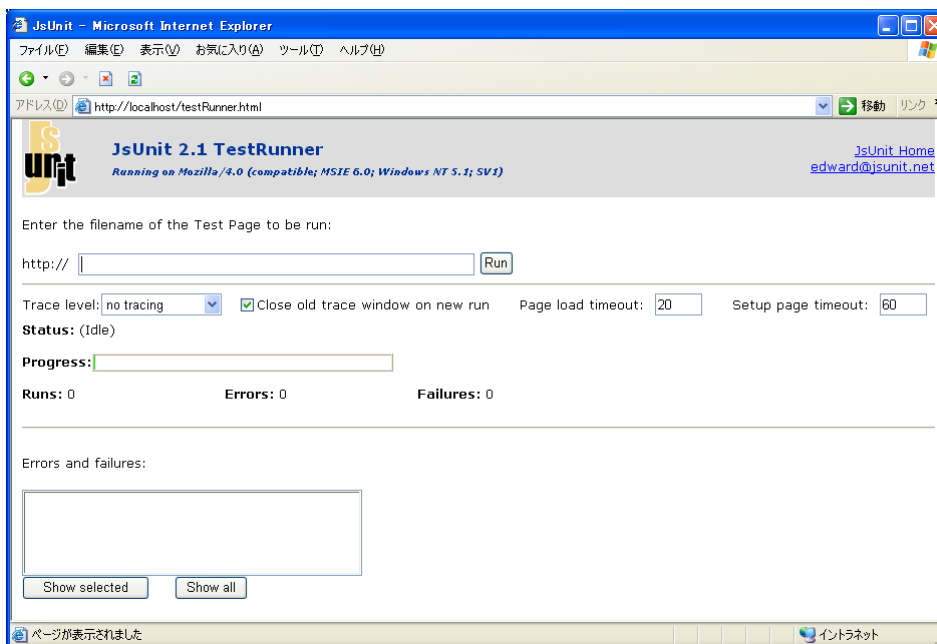 JsUnit - Microsoft Internet Explorer
ファイル(F) 編集(E) 表示(V) お気に入り(A) ツール(T) ヘルプ(H)
アドレス(D) http://localhost/testRunner.html 移動 リンク
js unit
JsUnit 2.1 TestRunner
JsUnit Home
Running on Mozilla/4.0 (compatible; MSIE 6.0; Windows NT 5.1; SV1)
edward@jsunit.net
Enter the filename of the Test Page to be run:
http:// Run
Trace level: no tracing Close old trace window on new run Page load timeout: 20 Setup page timeout: 60
Status: (Idle)
Progress:
Runs: 0 Errors: 0 Failures: 0
Errors and failures:
Show selected Show all
ページが表示されました イントラネット